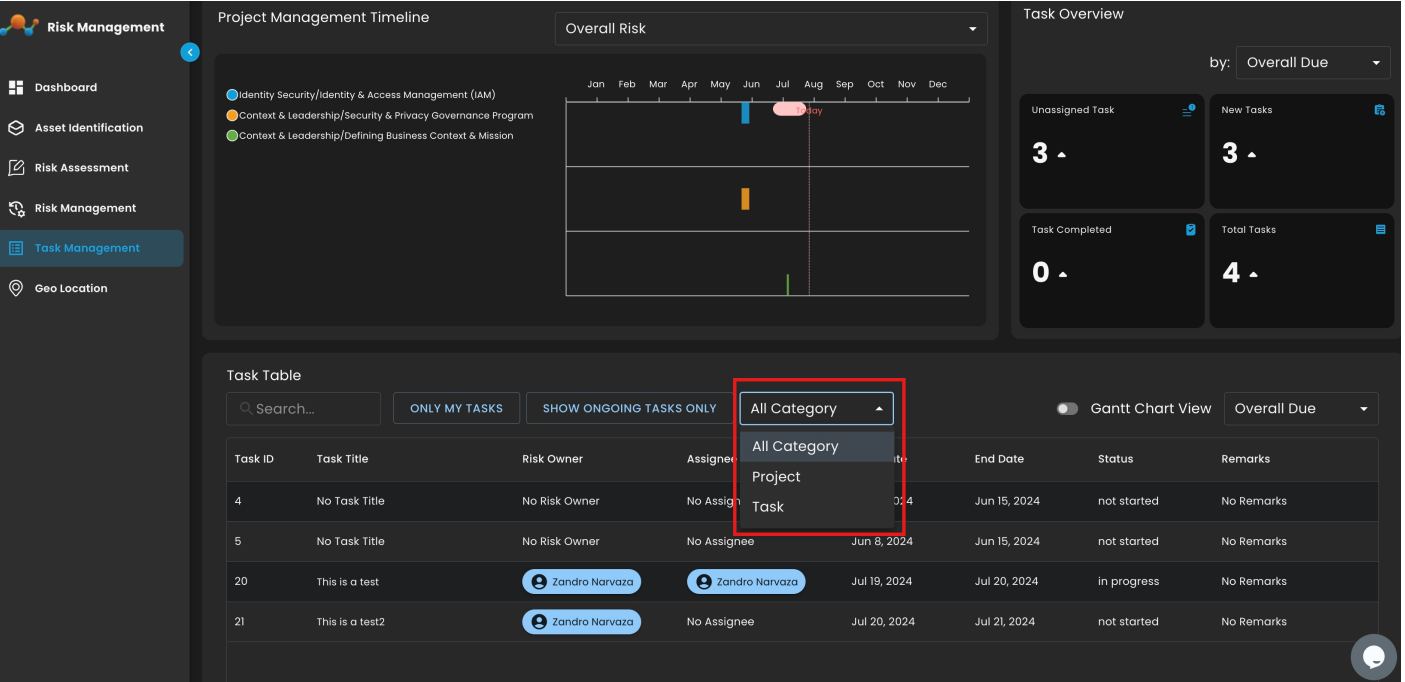 Risk Management
Dashboard
Asset Identification
Risk Assessment
Risk Management
Task Management
Geo Location
Project Management Timeline
Overall Risk
Identity Security/Identity & Access Management (IAM)
Context & Leadership/Security & Privacy Governance Program
Context & Leadership/Defining Business Context & Mission
Jan Feb Mar Apr May Jun Jul Aug Sep Oct Nov Dec
Today
Task Overview
by: Overall Due
Unassigned Task
3
New Tasks
3
Task Completed
0
Total Tasks
4
Task Table
Search...
ONLY MY TASKS
SHOW ONGOING TASKS ONLY
All Category
All Category
Project
Task
Gantt Chart View
Overall Due
Task ID Task Title Risk Owner Assignee End Date Status Remarks
4 No Task Title No Risk Owner No Jun 15, 2024 not started No Remarks
5 No Task Title No Risk Owner No Assignee Jun 8, 2024 Jun 15, 2024 not started No Remarks
20 This is a test Zandro Narvaza Zandro Narvaza Jul 19, 2024 Jul 20, 2024 in progress No Remarks
21 This is a test2 Zandro Narvaza No Assignee Jul 20, 2024 Jul 21, 2024 not started No Remarks